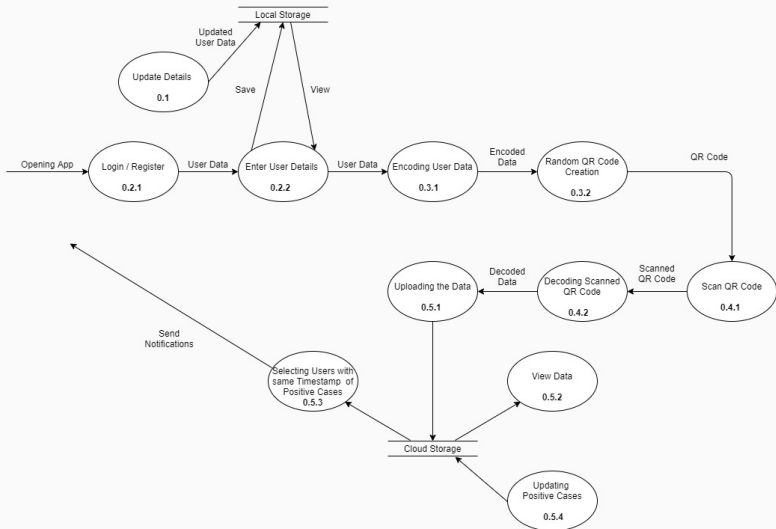 Local Storage
Updated
User Data
Update Details
0.1
Save
View
Opening App
Login / Register
0.2.1
User Data
Enter User Details
0.2.2
User Data
Encoding User Data
0.3.1
Encoded
Data
Random QR Code
Creation
0.3.2
QR Code
Uploading the Data
0.5.1
Decoded
Data
Decoding Scanned
QR Code
0.4.2
Scanned
QR Code
Scan QR Code
0.4.1
Send
Notifications
Selecting Users with
same Timestamp of
Positive Cases
0.5.3
View Data
0.5.2
Cloud Storage
Updating
Positive Cases
0.5.4